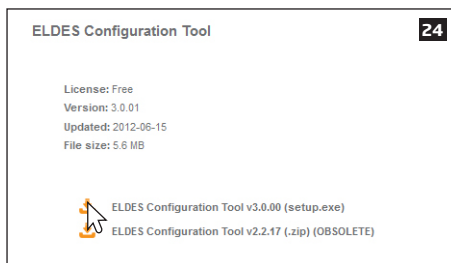 ELDES Configuration Tool
24
License: Free
Version: 3.0.01
Updated: 2012-06-15
File size: 5.6 MB
ELDES Configuration Tool v3.0.00 (setup.exe)
ELDES Configuration Tool v2.2.17 (.zip) (OBSOLETE)